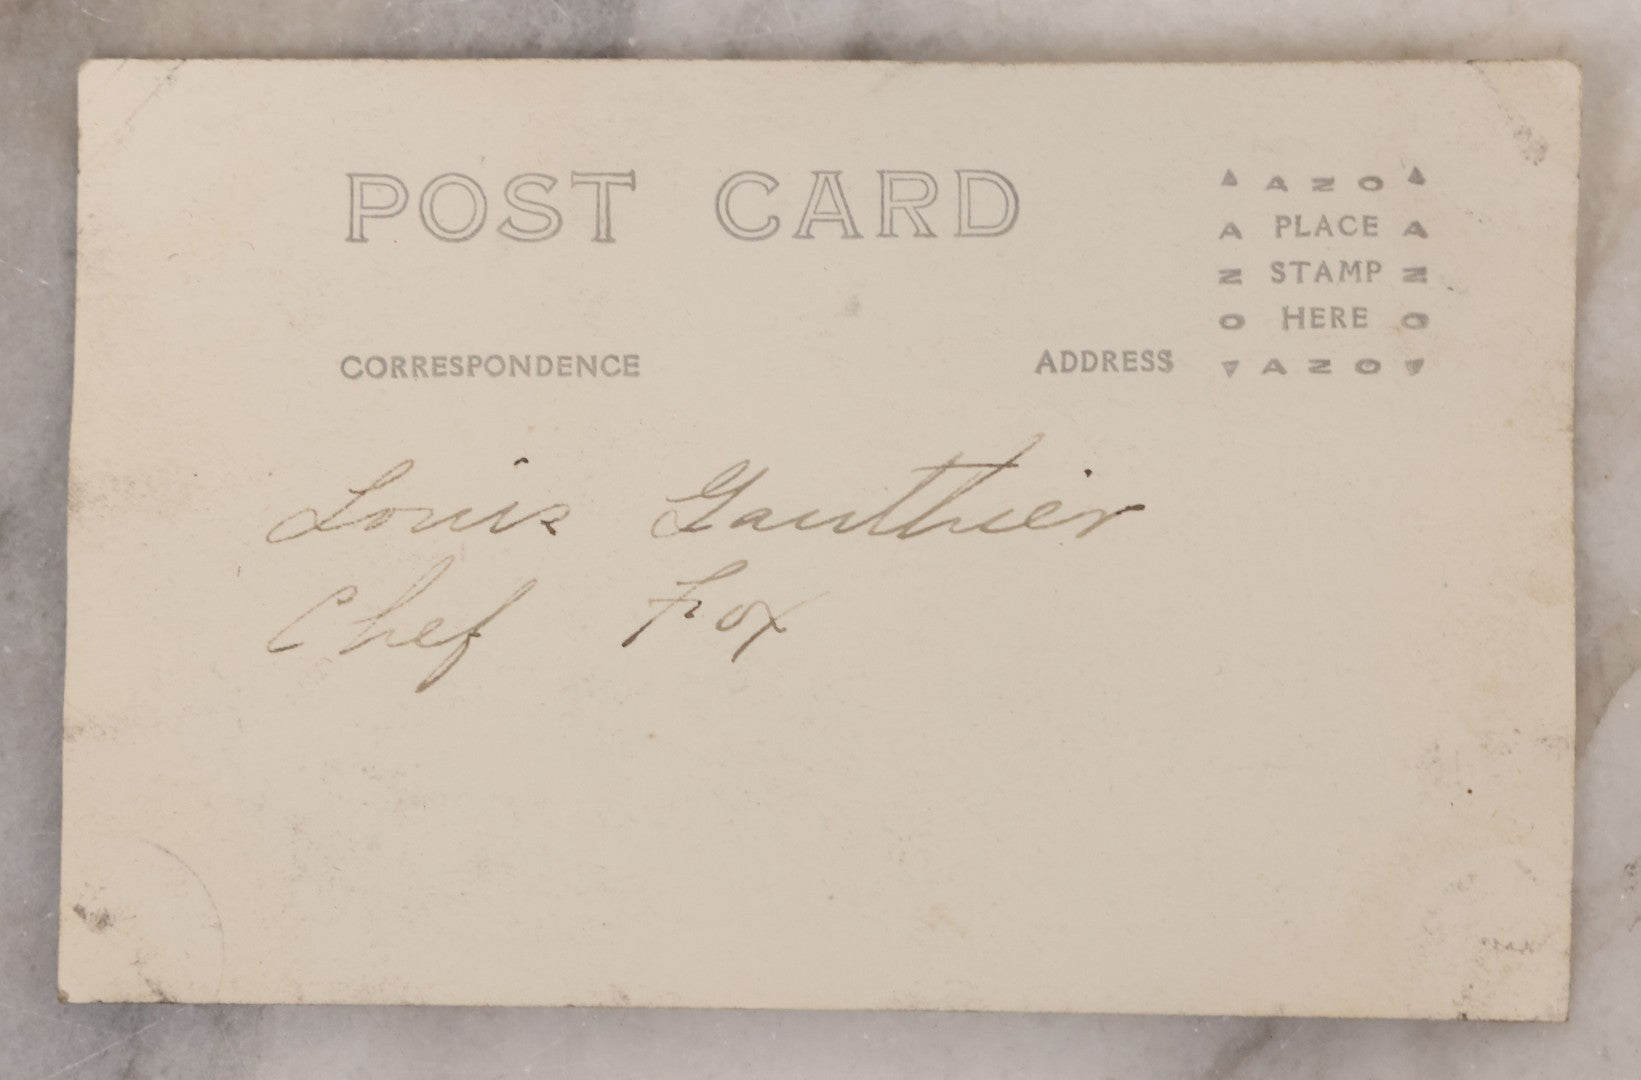 POST CARD
▲ AZO ▲
A PLACE A
Z STAMP Z
O HERE O
▼ AZO ▼
CORRESPONDENCE
ADDRESS
Louis Gauthier
Chef Fox